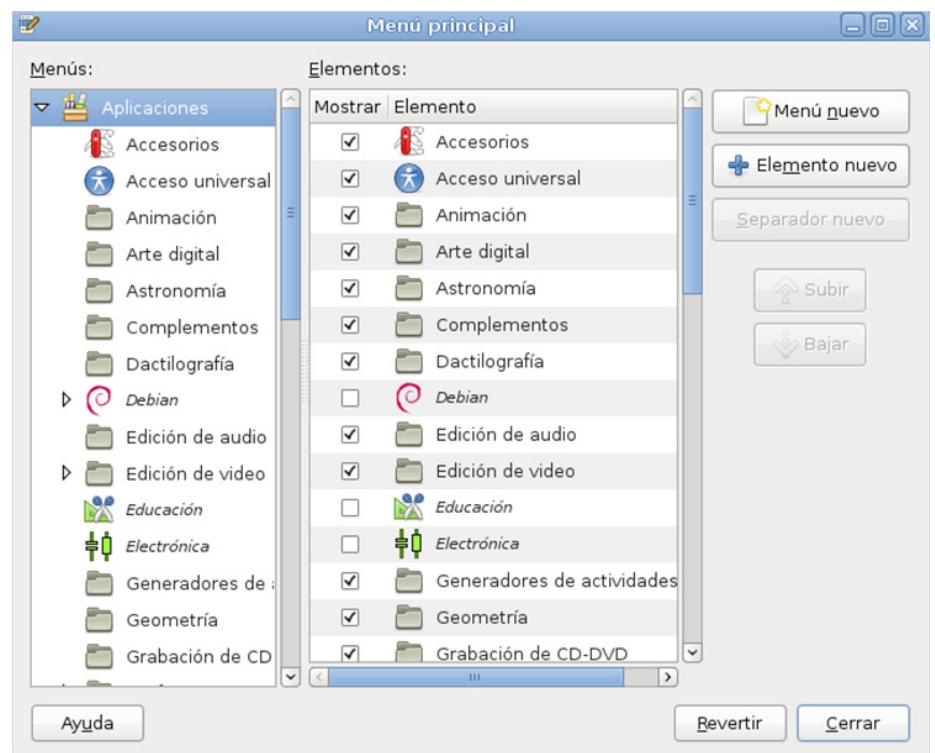 Menú principal
Menús:
Elementos:
Aplicaciones
Accesorios
Acceso universal
Animación
Arte digital
Astronomía
Complementos
Dactilografía
Debian
Edición de audio
Edición de video
Educación
Electrónica
Generadores de
Geometría
Grabación de CD
Mostrar Elemento
Accesorios
Acceso universal
Animación
Arte digital
Astronomía
Complementos
Dactilografía
Debian
Edición de audio
Edición de video
Educación
Electrónica
Generadores de actividades
Geometría
Grabación de CD-DVD
Menú nuevo
Elemento nuevo
Separador nuevo
Subir
Bajar
Ayuda
Revertir
Cerrar